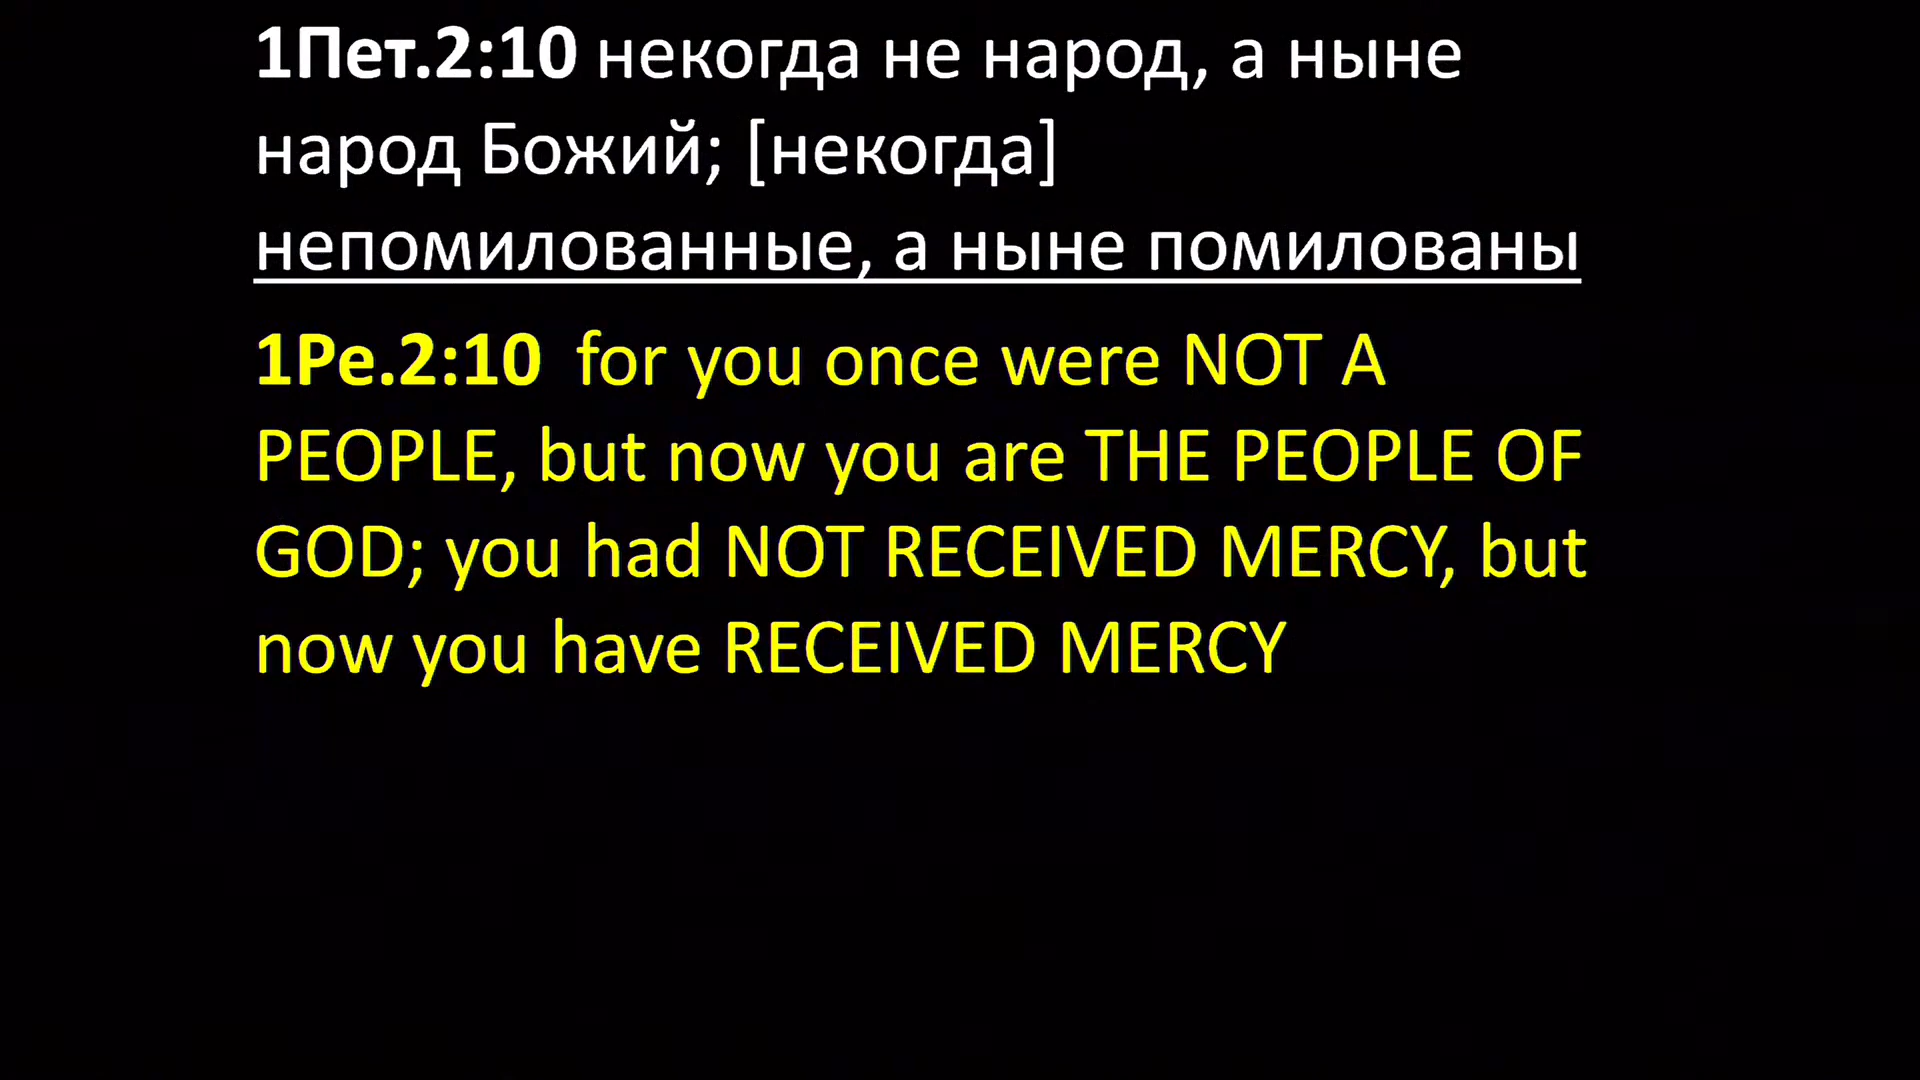 1Пет.2:10 некогда не народ, а ныне
народ Божий; [некогда]
непомилованные, а ныне помилованы
1Pe.2:10 for you once were NOT A
PEOPLE, but now you are THE PEOPLE OF
GOD; you had NOT RECEIVED MERCY, but
now you have RECEIVED MERCY